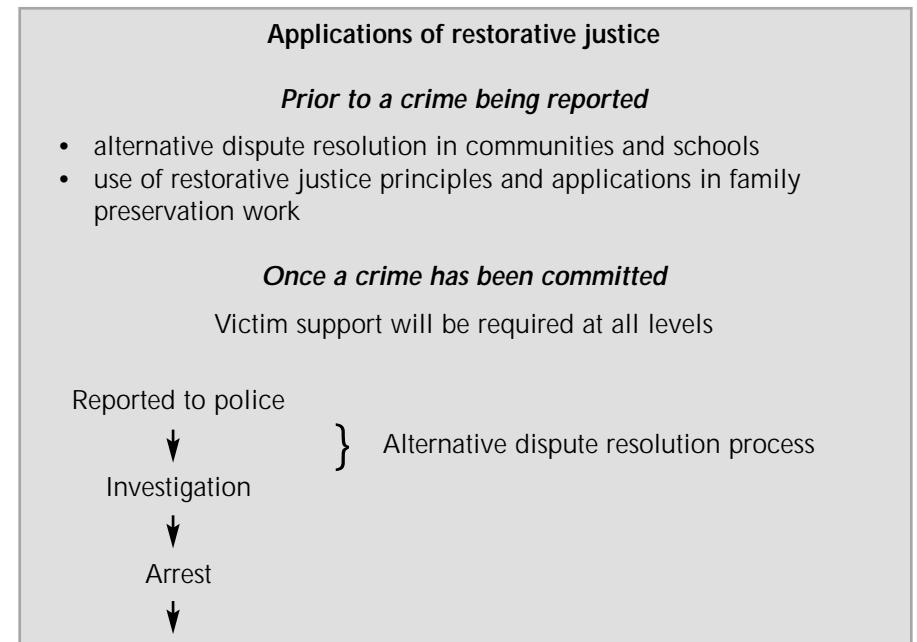 Applications of restorative justice
Prior to a crime being reported
• alternative dispute resolution in communities and schools
• use of restorative justice principles and applications in family
preservation work
Once a crime has been committed
Victim support will be required at all levels
Reported to police
} Alternative dispute resolution process
Investigation
Arrest